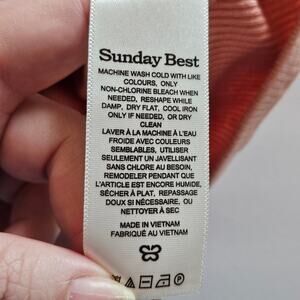 Sunday Best
MACHINE WASH COLD WITH LIKE
COLOURS, ONLY
NON-CHLORINE BLEACH WHEN
NEEDED, RESHAPE WHILE
DAMP, DRY FLAT, COOL IRON
ONLY IF NEEDED, OR DRY
CLEAN
LAVER À LA MACHINE À L'EAU
FROIDE AVEC COULEURS
SEMBLABLES, UTILISER
SEULEMENT UN JAVELLISANT
SANS CHLORE AU BESOIN,
REMODELER PENDANT QUE
L'ARTICLE EST ENCORE HUMIDE,
SÉCHER À PLAT, REPASSAGE
DOUX SI NÉCESSAIRE, OU
NETTOYER À SEC
MADE IN VIETNAM
FABRIQUÉ AU VIETNAM